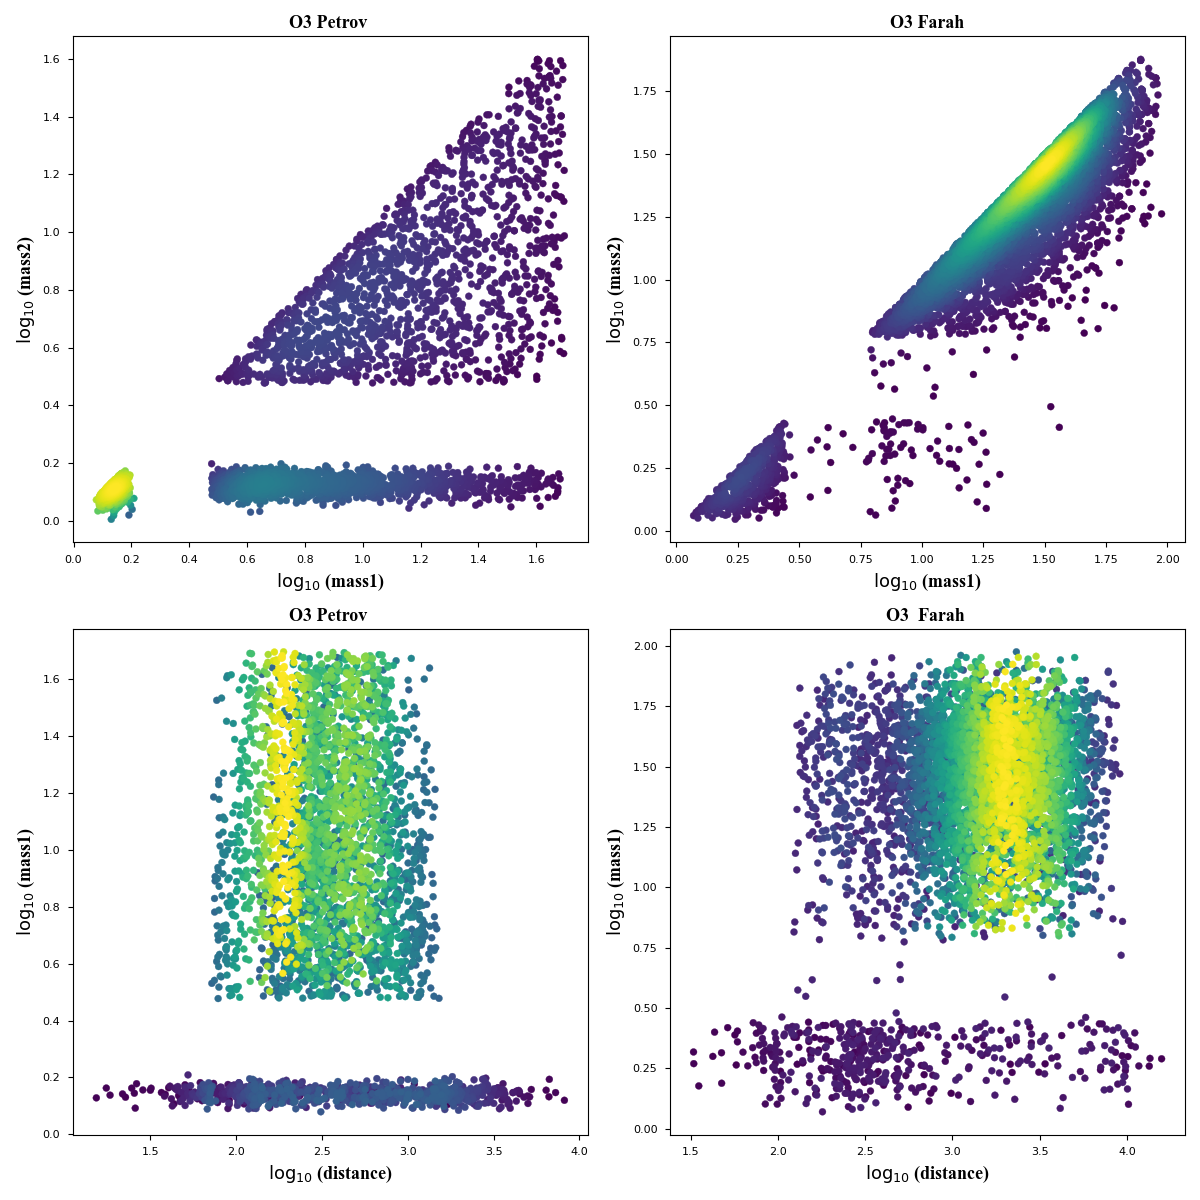 O3 Petrov
1.6
1.4
1.2
1.0
0.8
0.6
0.4
0.2
0.0
log10 (mass2)
0.0 0.2 0.4 0.6 0.8 1.0 1.2 1.4 1.6
log10 (mass1)
O3 Farah
1.75
1.50
1.25
1.00
0.75
0.50
0.25
0.00
log10 (mass2)
0.00 0.25 0.50 0.75 1.00 1.25 1.50 1.75 2.00
log10 (mass1)
O3 Petrov
1.6
1.4
1.2
1.0
0.8
0.6
0.4
0.2
0.0
log10 (mass1)
1.5 2.0 2.5 3.0 3.5 4.0
log10 (distance)
O3  Farah
2.00
1.75
1.50
1.25
1.00
0.75
0.50
0.25
0.00
log10 (mass1)
1.5 2.0 2.5 3.0 3.5 4.0
log10 (distance)